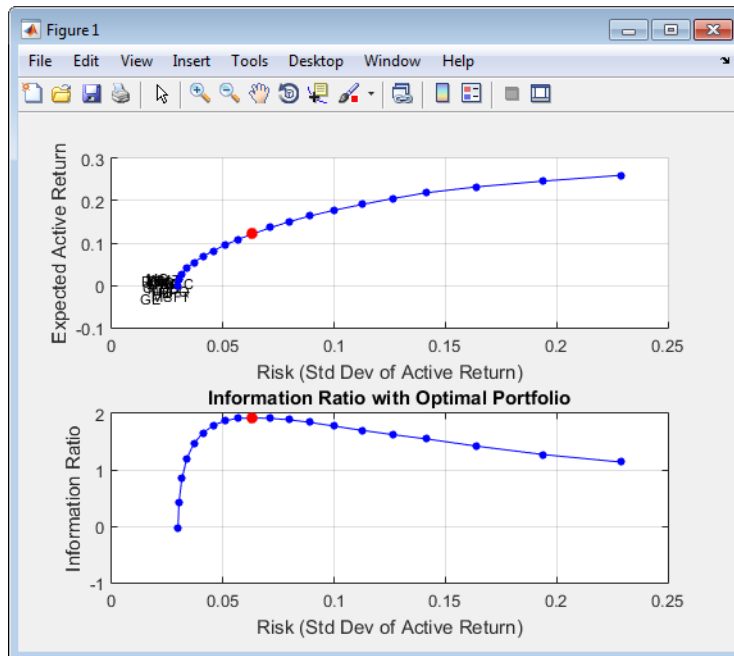 Figure 1
File Edit View Insert Tools Desktop Window Help
Expected Active Return
0.3
0.2
0.1
0
-0.1
GE
0 0.05 0.1 0.15 0.2 0.25
Risk (Std Dev of Active Return)
Information Ratio with Optimal Portfolio
Information Ratio
2
1
0
-1
0 0.05 0.1 0.15 0.2 0.25
Risk (Std Dev of Active Return)